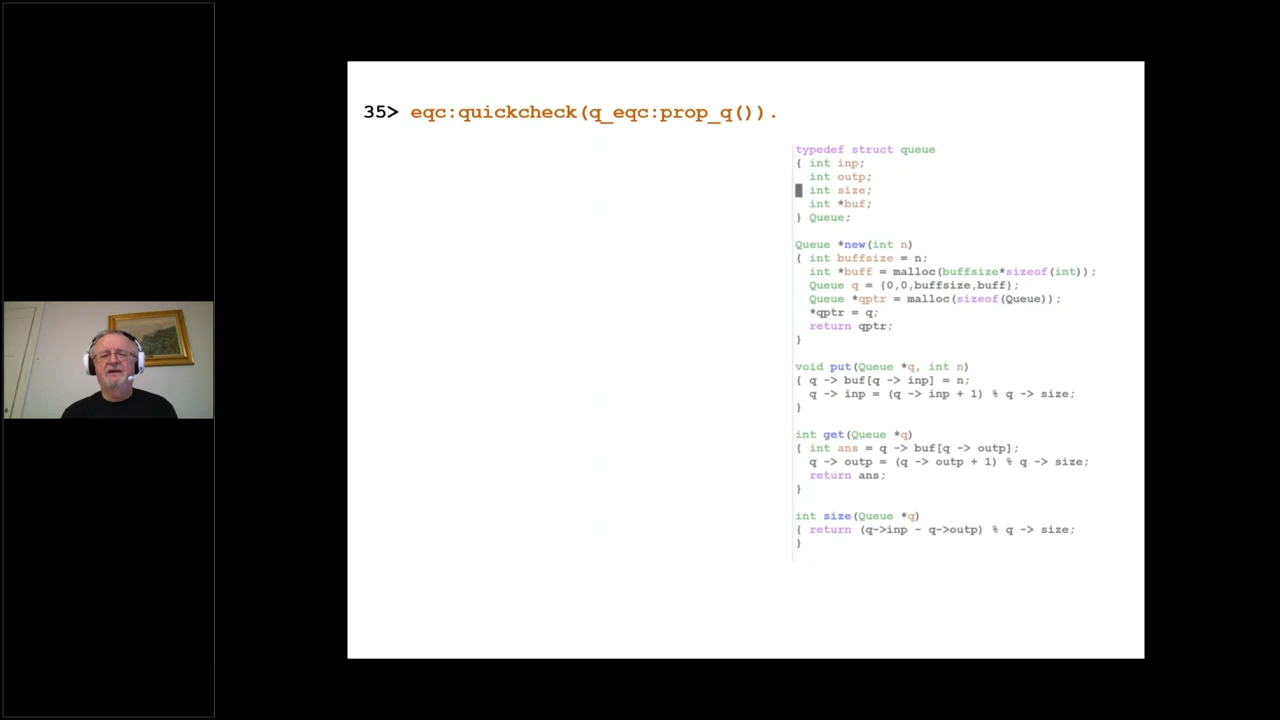 35> eqc:quickcheck(q_eqc:prop_q()).
typedef struct queue
{ int inp;
  int outp;
  int size;
  int *buf;
} Queue;
Queue *new(int n)
{ int buffsize = n;
  int *buff = malloc(buffsize*sizeof(int));
  Queue q = {0,0,buffsize,buff};
  Queue *qptr = malloc(sizeof(Queue));
  *qptr = q;
  return qptr;
}
void put(Queue *q, int n)
{ q -> buf[q -> inp] = n;
  q -> inp = (q -> inp + 1) % q -> size;
}
int get(Queue *q)
{ int ans = q -> buf[q -> outp];
  q -> outp = (q -> outp + 1) % q -> size;
  return ans;
}
int size(Queue *q)
{ return (q->inp - q->outp) % q -> size;
}